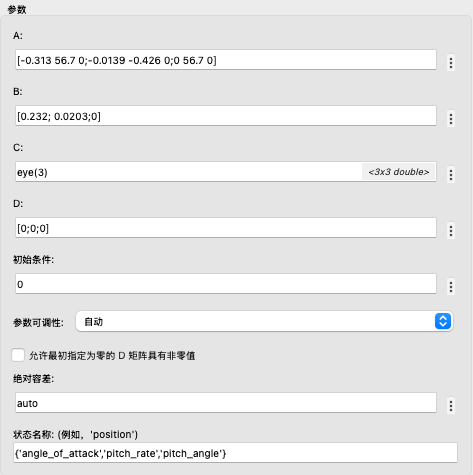 参数
A:
[-0.313 56.7 0;-0.0139 -0.426 0;0 56.7 0]
B:
[0.232; 0.0203;0]
C:
eye(3) <3x3 double>
D:
[0;0;0]
初始条件:
0
参数可调性: 自动
允许最初指定为零的 D 矩阵具有非零值
绝对容差:
auto
状态名称: (例如，'position')
{'angle_of_attack','pitch_rate','pitch_angle'}